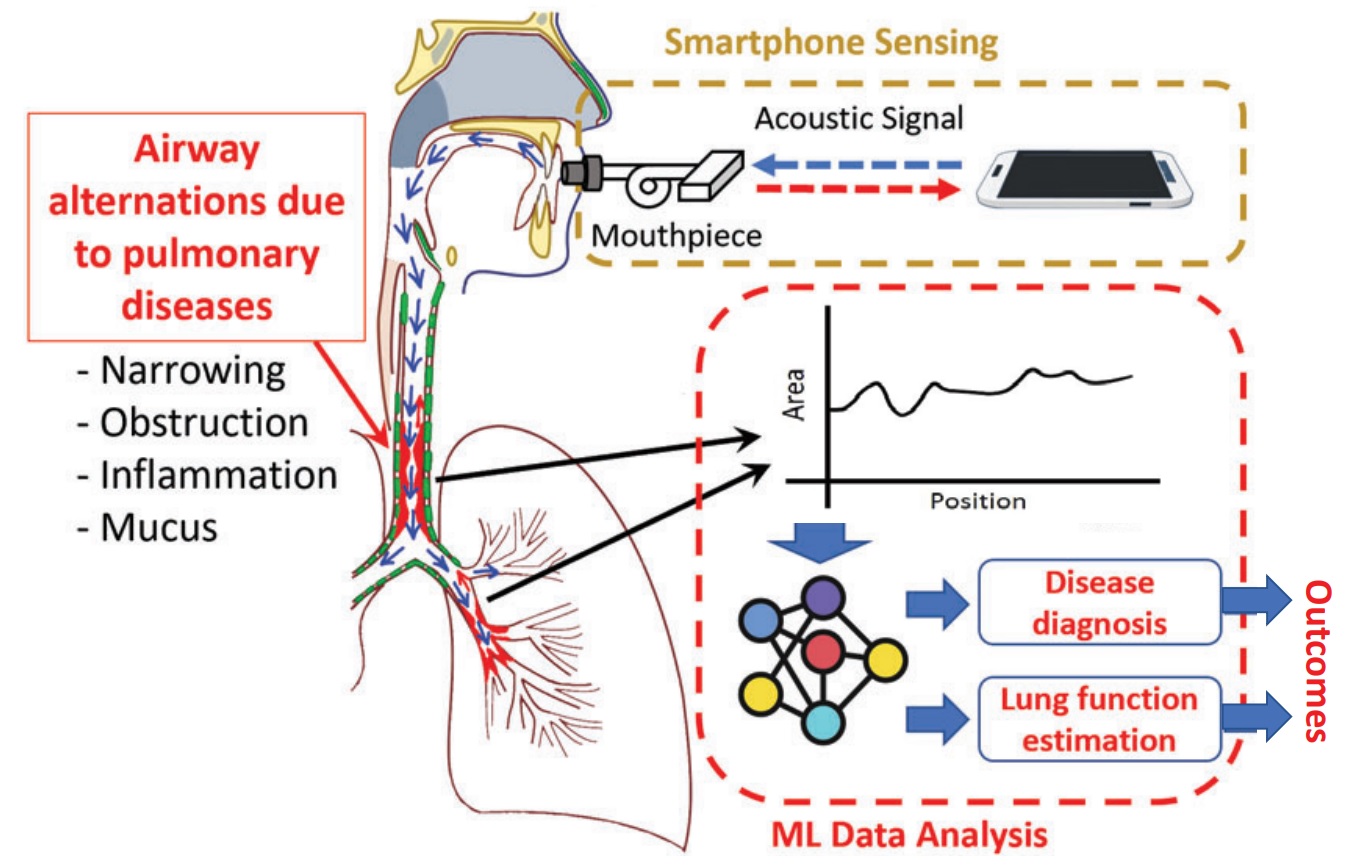 Smartphone Sensing
Acoustic Signal
Mouthpiece
Airway
alternations due
to pulmonary
diseases
- Narrowing
- Obstruction
- Inflammation
- Mucus
Area
Position
Disease
diagnosis
Lung function
estimation
Outcomes
ML Data Analysis